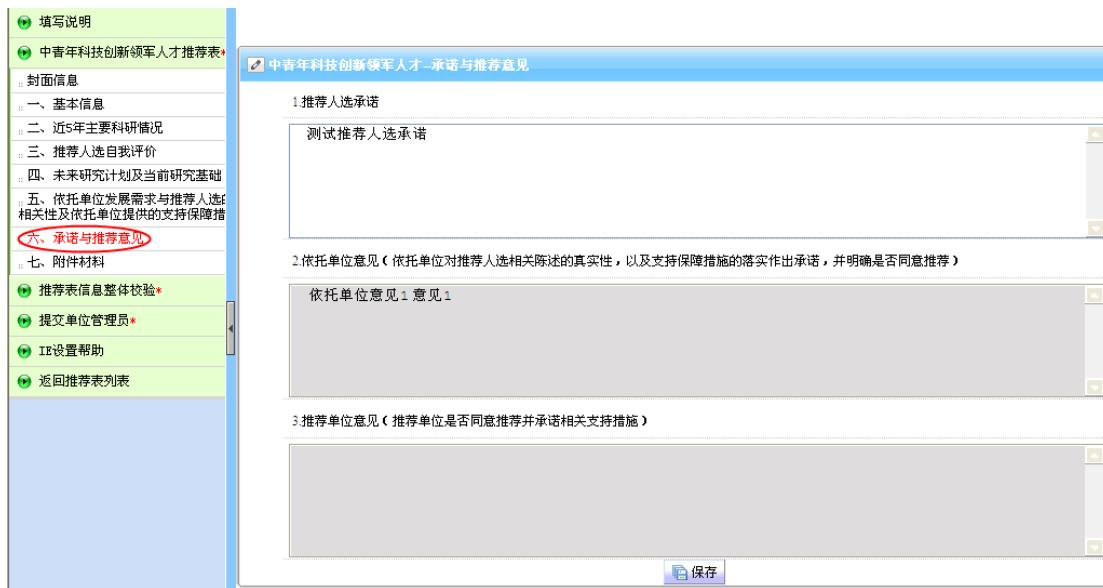 填写说明
中青年科技创新领军人才推荐表*
封面信息
一、基本信息
二、近5年主要科研情况
三、推荐人选自我评价
四、未来研究计划及当前研究基础
五、依托单位发展需求与推荐人选的
相关性及依托单位提供的支持保障措
六、承诺与推荐意见
七、附件材料
推荐表信息整体校验*
提交单位管理员*
IE设置帮助
返回推荐表列表
中青年科技创新领军人才--承诺与推荐意见
1.推荐人选承诺
测试推荐人选承诺
2.依托单位意见(依托单位对推荐人选相关陈述的真实性,以及支持保障措施的落实作出承诺,并明确是否同意推荐)
依托单位意见1意见1
3.推荐单位意见(推荐单位是否同意推荐并承诺相关支持措施)
保存